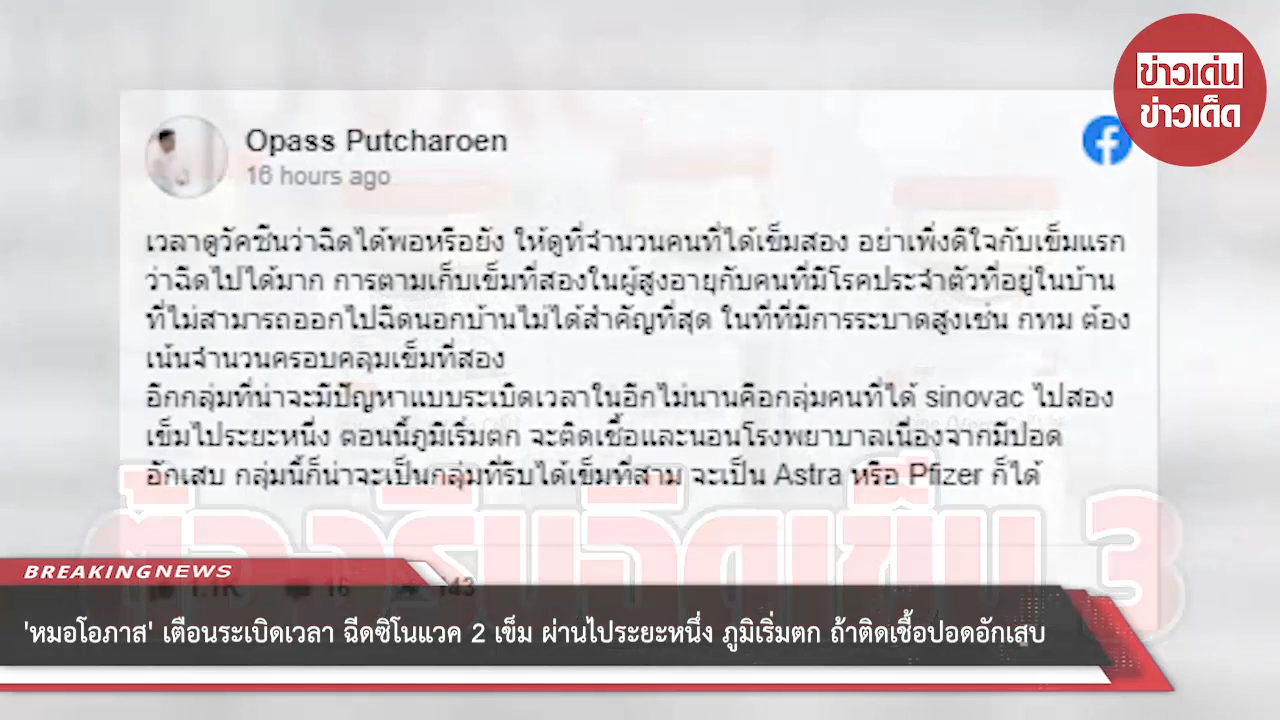 ข่าวเด่น
ข่าวเด็ด
Opass Putcharoen
16 hours ago
เวลาดูวัคซีนว่าฉีดได้พอหรือยัง ให้ดูที่จำนวนคนที่ได้เข็มสอง อย่าเพิ่งดีใจกับเข็มแรก
ว่าฉีดไปได้มาก การตามเก็บเข็มที่สองในผู้สูงอายุกับคนที่มีโรคประจำตัวที่อยู่ในบ้าน
ที่ไม่สามารถออกไปฉีดนอกบ้านไม่ได้สำคัญที่สุด ในที่ที่มีการระบาดสูงเช่น กทม ต้อง
เน้นจำนวนครอบคลุมเข็มที่สอง
อีกกลุ่มที่น่าจะมีปัญหาแบบระเบิดเวลาในอีกไม่นานคือกลุ่มคนที่ได้ sinovac ไปสอง
เข็มไประยะหนึ่ง ตอนนี้ภูมิเริ่มตก จะติดเชื้อและนอนโรงพยาบาลเนื่องจากมีปอด
อักเสบ กลุ่มนี้ก็น่าจะเป็นกลุ่มที่รีบได้เข็มที่สาม จะเป็น Astra หรือ Pfizer ก็ได้
ต้องรีบฉีดเข็ม 3
1.1K 16 143
BREAKING NEWS
'หมอโอภาส' เตือนระเบิดเวลา ฉีดซิโนแวค 2 เข็ม ผ่านไประยะหนึ่ง ภูมิเริ่มตก ถ้าติดเชื้อปอดอักเสบ